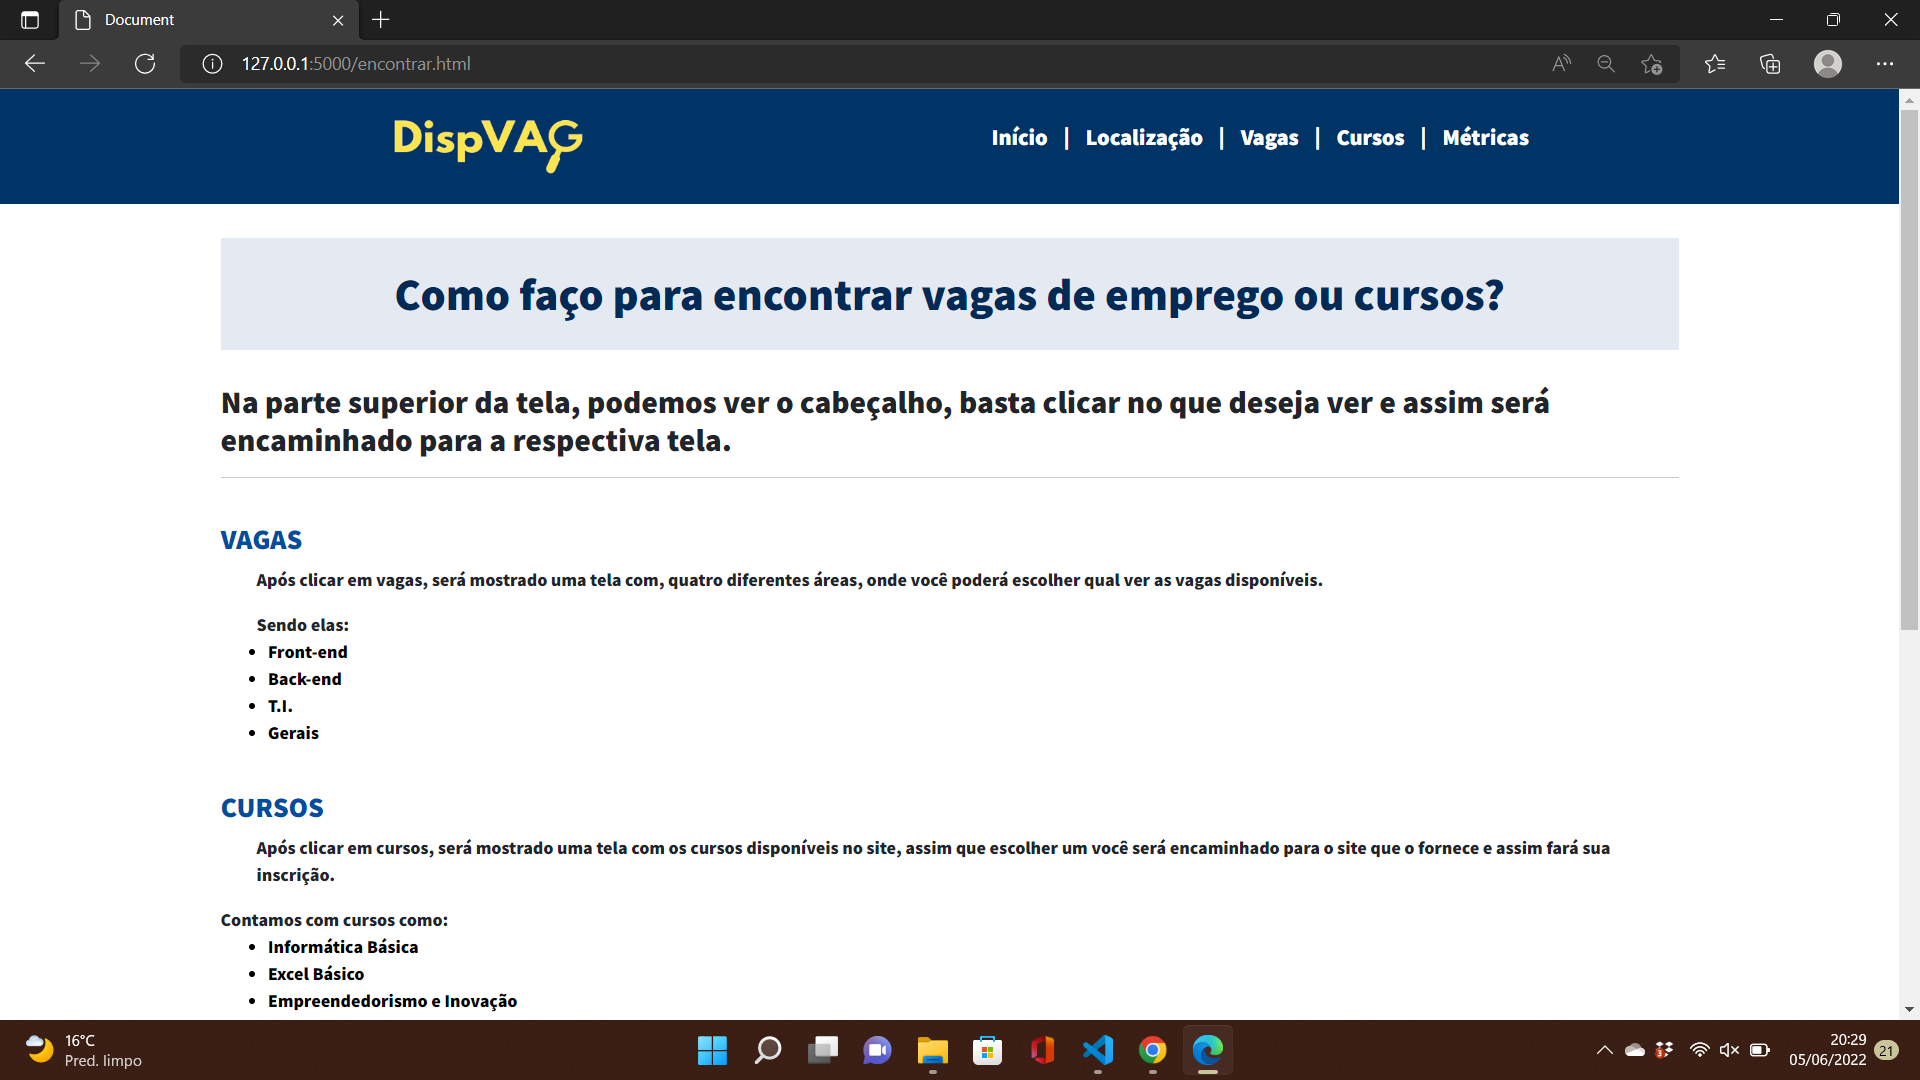 Document
127.0.0.1:5000/encontrar.html
DispVAG
Início | Localização | Vagas | Cursos | Métricas
Como faço para encontrar vagas de emprego ou cursos?
Na parte superior da tela, podemos ver o cabeçalho, basta clicar no que deseja ver e assim será
encaminhado para a respectiva tela.
VAGAS
Após clicar em vagas, será mostrado uma tela com, quatro diferentes áreas, onde você poderá escolher qual ver as vagas disponíveis.
Sendo elas:
• Front-end
• Back-end
• T.I.
• Gerais
CURSOS
Após clicar em cursos, será mostrado uma tela com os cursos disponíveis no site, assim que escolher um você será encaminhado para o site que o fornece e assim fará sua
inscrição.
Contamos com cursos como:
• Informática Básica
• Excel Básico
• Empreendedorismo e Inovação
16°C
Pred. limpo
3
20:29
05/06/2022
21